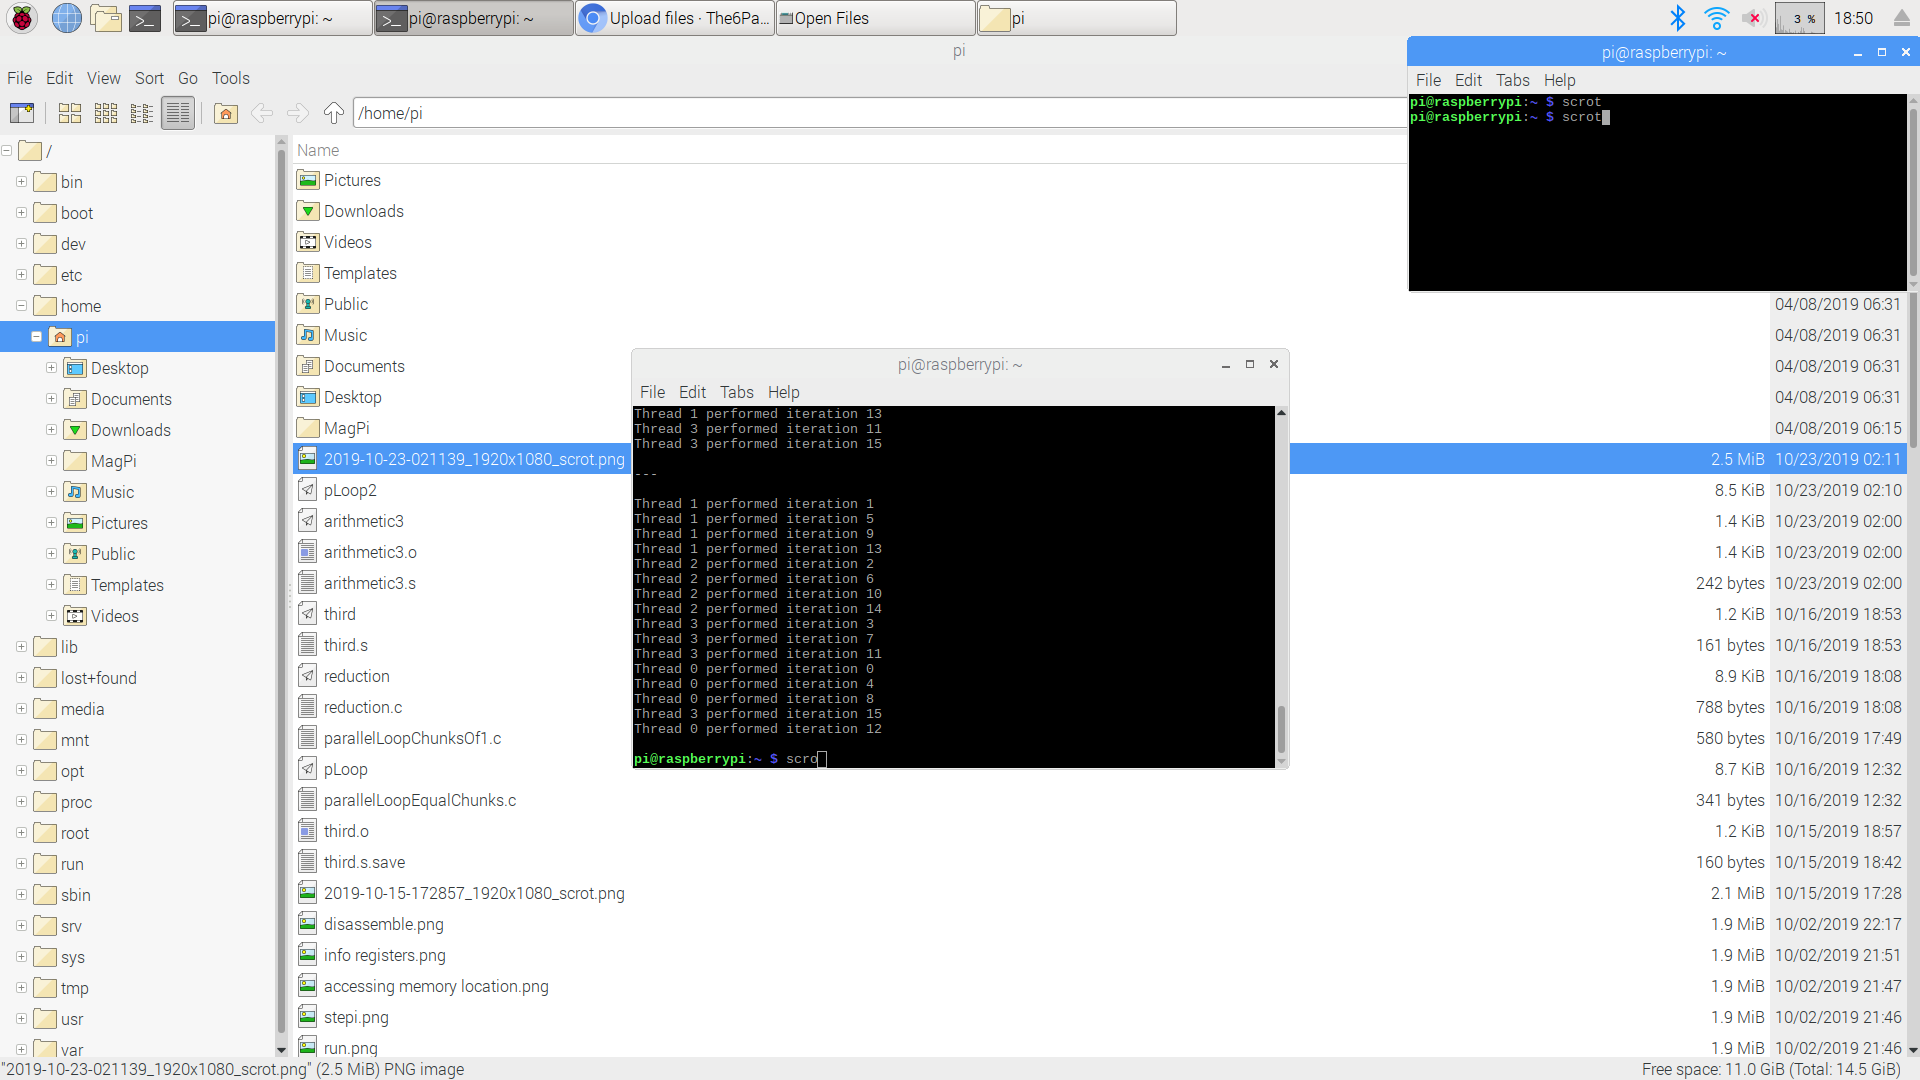 pi@raspberrypi: ~
pi@raspberrypi: ~
Upload files · The6Pa...
Open Files
pi
3 %
18:50
pi
File Edit View Sort Go Tools
/home/pi
/
bin
boot
dev
etc
home
pi
Desktop
Documents
Downloads
MagPi
Music
Pictures
Public
Templates
Videos
lib
lost+found
media
mnt
opt
proc
root
run
sbin
srv
sys
tmp
usr
var
Name
Pictures
Downloads
Videos
Templates
Public 04/08/2019 06:31
Music 04/08/2019 06:31
Documents 04/08/2019 06:31
Desktop 04/08/2019 06:31
MagPi 04/08/2019 06:15
2019-10-23-021139_1920x1080_scrot.png 2.5 MiB 10/23/2019 02:11
pLoop2 8.5 KiB 10/23/2019 02:10
arithmetic3 1.4 KiB 10/23/2019 02:00
arithmetic3.o 1.4 KiB 10/23/2019 02:00
arithmetic3.s 242 bytes 10/23/2019 02:00
third 1.2 KiB 10/16/2019 18:53
third.s 161 bytes 10/16/2019 18:53
reduction 8.9 KiB 10/16/2019 18:08
reduction.c 788 bytes 10/16/2019 18:08
parallelLoopChunksOf1.c 580 bytes 10/16/2019 17:49
pLoop 8.7 KiB 10/16/2019 12:32
parallelLoopEqualChunks.c 341 bytes 10/16/2019 12:32
third.o 1.2 KiB 10/15/2019 18:57
third.s.save 160 bytes 10/15/2019 18:42
2019-10-15-172857_1920x1080_scrot.png 2.1 MiB 10/15/2019 17:28
disassemble.png 1.9 MiB 10/02/2019 22:17
info registers.png 1.9 MiB 10/02/2019 21:51
accessing memory location.png 1.9 MiB 10/02/2019 21:47
stepi.png 1.9 MiB 10/02/2019 21:46
run.png 1.9 MiB 10/02/2019 21:46
pi@raspberrypi: ~
File Edit Tabs Help
pi@raspberrypi:~ $ scrot
pi@raspberrypi:~ $ scrot
pi@raspberrypi: ~
File Edit Tabs Help
Thread 1 performed iteration 13
Thread 3 performed iteration 11
Thread 3 performed iteration 15
---
Thread 1 performed iteration 1
Thread 1 performed iteration 5
Thread 1 performed iteration 9
Thread 1 performed iteration 13
Thread 2 performed iteration 2
Thread 2 performed iteration 6
Thread 2 performed iteration 10
Thread 2 performed iteration 14
Thread 3 performed iteration 3
Thread 3 performed iteration 7
Thread 3 performed iteration 11
Thread 0 performed iteration 0
Thread 0 performed iteration 4
Thread 0 performed iteration 8
Thread 3 performed iteration 15
Thread 0 performed iteration 12
pi@raspberrypi:~ $ scro
"2019-10-23-021139_1920x1080_scrot.png" (2.5 MiB) PNG image
Free space: 11.0 GiB (Total: 14.5 GiB)